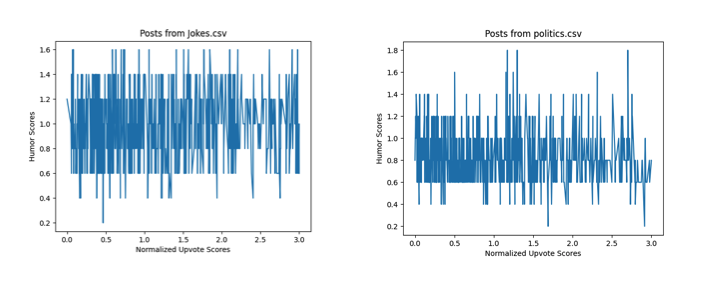 Posts from Jokes.csv
1.6
1.4
1.2
1.0
0.8
0.6
0.4
0.2
Humor Scores
0.0 0.5 1.0 1.5 2.0 2.5 3.0
Normalized Upvote Scores
Posts from politics.csv
1.8
1.6
1.4
1.2
1.0
0.8
0.6
0.4
0.2
Humor Scores
0.0 0.5 1.0 1.5 2.0 2.5 3.0
Normalized Upvote Scores